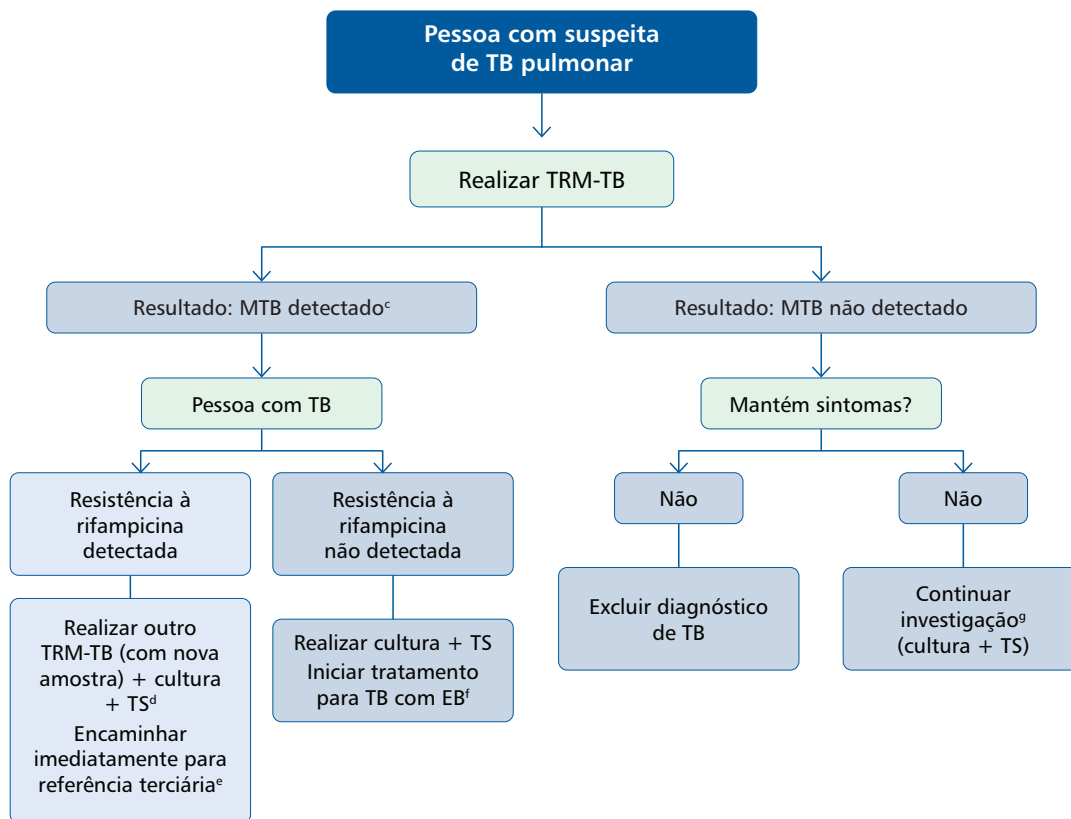 Pessoa com suspeita
de TB pulmonar
Realizar TRM-TB
Resultado: MTB detectadoᶜ
Resultado: MTB não detectado
Pessoa com TB
Mantém sintomas?
Resistência à
rifampicina
detectada
Resistência à
rifampicina
não detectada
Não
Não
Realizar outro
TRM-TB (com nova
amostra) + cultura
+ TSᵈ
Encaminhar
imediatamente para
referência terciáriaᵉ
Realizar cultura + TS
Iniciar tratamento
para TB com EBᶠ
Excluir diagnóstico
de TB
Continuar
investigaçãoᵍ
(cultura + TS)